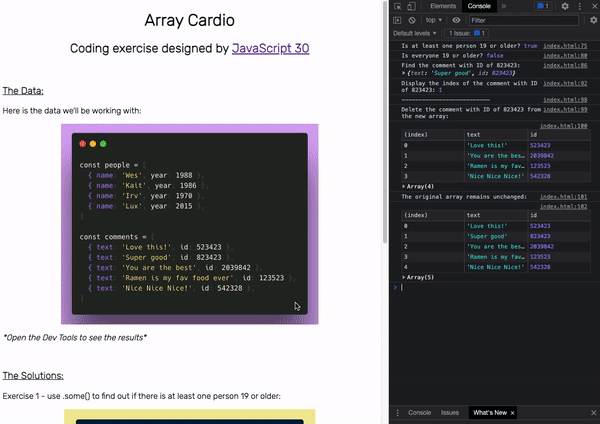 Array Cardio
Coding exercise designed by JavaScript 30
The Data:
Here is the data we'll be working with:
const people = [
{ name: 'Wes', year: 1988 },
{ name: 'Kait', year: 1986 },
{ name: 'Irv', year: 1970 },
{ name: 'Lux', year: 2015 },
]
const comments = [
{ text: 'Love this!', id: 523423 },
{ text: 'Super good', id: 823423 },
{ text: 'You are the best', id: 2039842 },
{ text: 'Ramen is my fav food ever', id: 123523 },
{ text: 'Nice Nice Nice!', id: 542328 },
]
*Open the Dev Tools to see the results*
The Solutions:
Exercise 1 - use .some() to find out if there is at least one person 19 or older:
Elements Console » 1
top ▾ Filter
Default levels ▾ 1 Issue: 1
Is at least one person 19 or older? true index.html:75
Is everyone 19 or older? false index.html:80
Find the comment with ID of 823423: index.html:86
▸ {text: 'Super good', id: 823423}
Display the index of the comment with ID of 823423: 1 index.html:92
index.html:98
Delete the comment with ID of 823423 from the new array: index.html:99
index.html:100
(index) text id
0 'Love this!' 523423
1 'You are the bes… 2039842
2 'Ramen is my fav… 123523
3 'Nice Nice Nice!' 542328
▸ Array(4)
The original array remains unchanged: index.html:101
index.html:102
(index) text id
0 'Love this!' 523423
1 'Super good' 823423
2 'You are the bes… 2039842
3 'Ramen is my fav… 123523
4 'Nice Nice Nice!' 542328
▸ Array(5)
Console Issues What's New ×